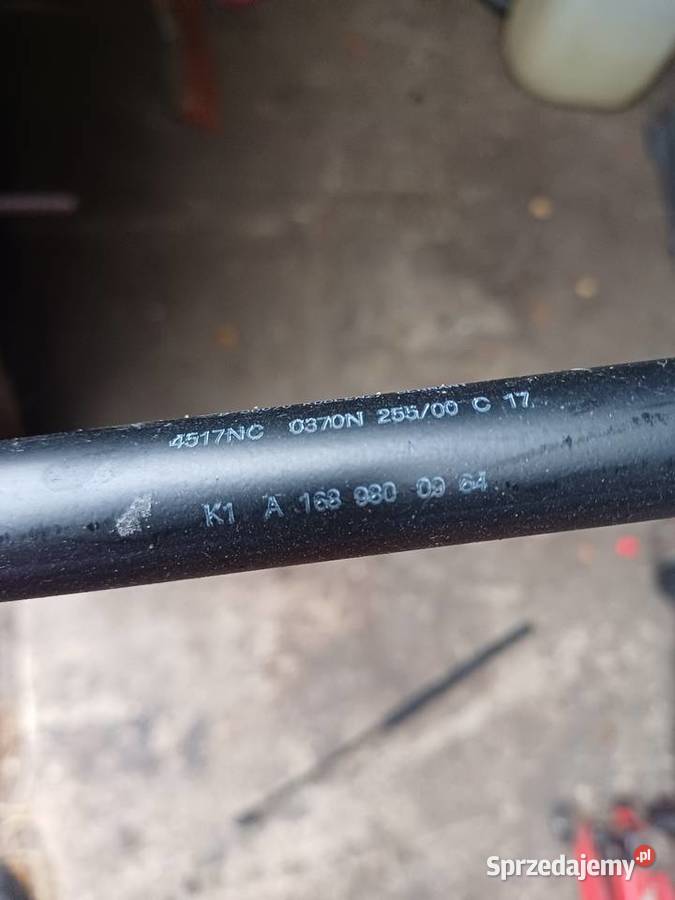 4517NC 0370N 255/00 C 17
K1 A 168 980 09 64
Sprzedajemy.pl